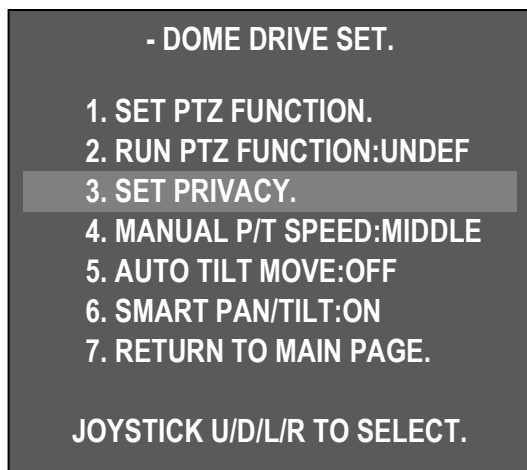 - DOME DRIVE SET.
1. SET PTZ FUNCTION.
2. RUN PTZ FUNCTION:UNDEF
3. SET PRIVACY.
4. MANUAL P/T SPEED:MIDDLE
5. AUTO TILT MOVE:OFF
6. SMART PAN/TILT:ON
7. RETURN TO MAIN PAGE.
JOYSTICK U/D/L/R TO SELECT.